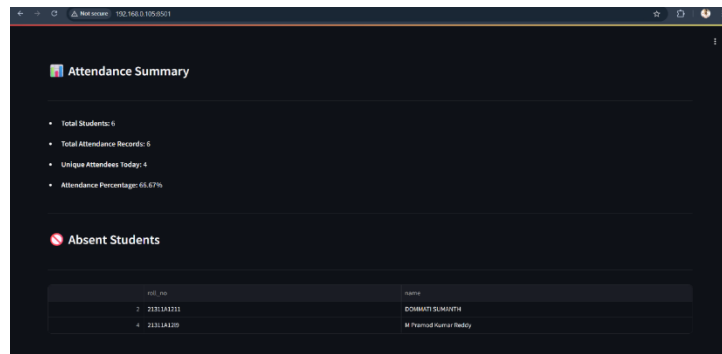 Not secure 192.168.0.105:8501
Attendance Summary
Total Students: 6
Total Attendance Records: 6
Unique Attendees Today: 4
Attendance Percentage: 66.67%
Absent Students
roll_no name
2 21311A1211 DOMMATI SUMANTH
4 M Pramod Kumar Reddy